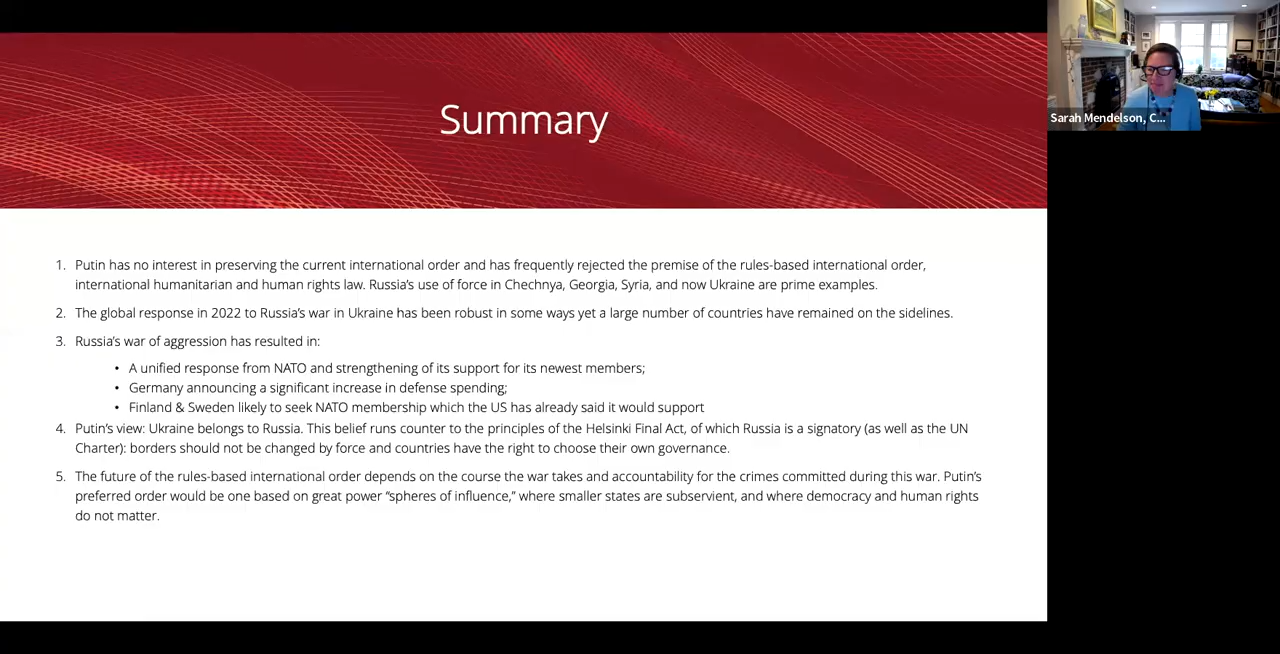 Summary
Sarah Mendelson, C...
1. Putin has no interest in preserving the current international order and has frequently rejected the premise of the rules-based international order,
international humanitarian and human rights law. Russia's use of force in Chechnya, Georgia, Syria, and now Ukraine are prime examples.
2. The global response in 2022 to Russia's war in Ukraine has been robust in some ways yet a large number of countries have remained on the sidelines.
3. Russia's war of aggression has resulted in:
• A unified response from NATO and strengthening of its support for its newest members;
• Germany announcing a significant increase in defense spending;
• Finland & Sweden likely to seek NATO membership which the US has already said it would support
4. Putin's view: Ukraine belongs to Russia. This belief runs counter to the principles of the Helsinki Final Act, of which Russia is a signatory (as well as the UN
Charter): borders should not be changed by force and countries have the right to choose their own governance.
5. The future of the rules-based international order depends on the course the war takes and accountability for the crimes committed during this war. Putin's
preferred order would be one based on great power “spheres of influence,” where smaller states are subservient, and where democracy and human rights
do not matter.